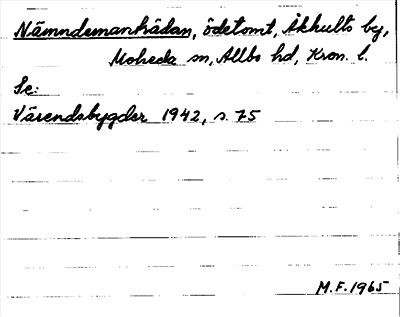 Nämndemanhädan, ödetomt, Åkhults by,
Moheda sn, Allbo hd, Kron. l.
Se:
Värendsbygder 1942, s. 75
M.F. 1965